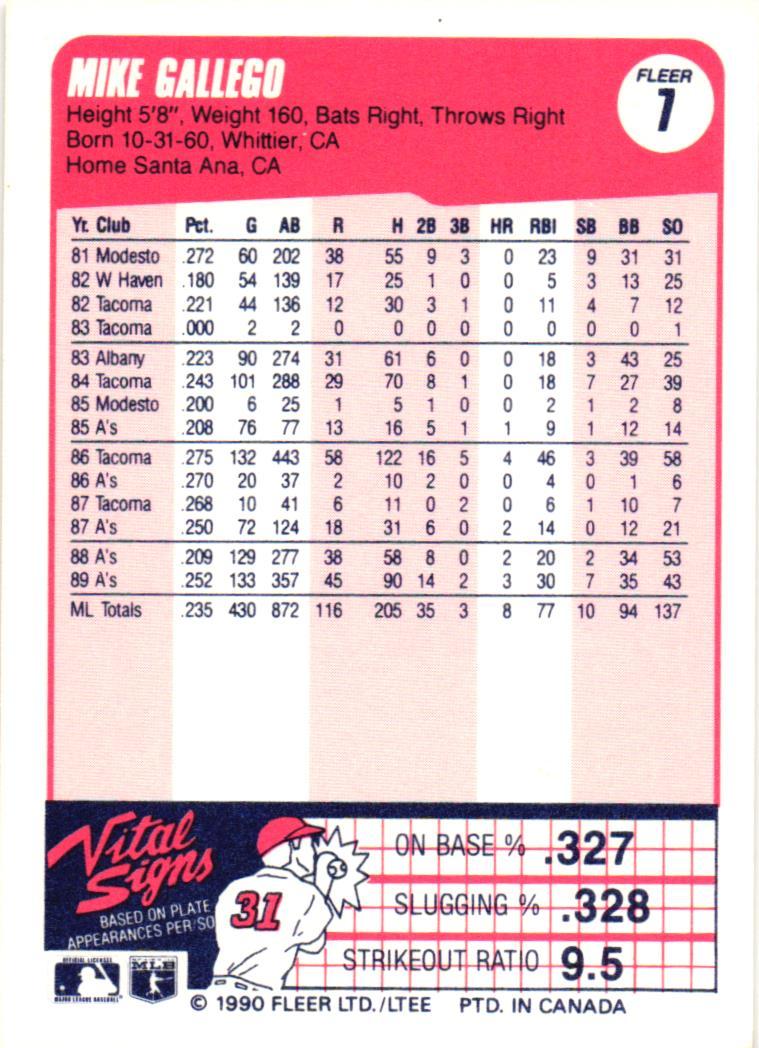 MIKE GALLEGO
FLEER
7
Height 5'8", Weight 160, Bats Right, Throws Right
Born 10-31-60, Whittier, CA
Home Santa Ana, CA
Yr. Club Pct. G AB R H 2B 3B HR RBI SB BB SO
81 Modesto .272 60 202 38 55 9 3 0 23 9 31 31
82 W Haven .180 54 139 17 25 1 0 0 5 3 13 25
82 Tacoma .221 44 136 12 30 3 1 0 11 4 7 12
83 Tacoma .000 2 2 0 0 0 0 0 0 0 0 1
83 Albany .223 90 274 31 61 6 0 0 18 3 43 25
84 Tacoma .243 101 288 29 70 8 1 0 18 7 27 39
85 Modesto .200 6 25 1 5 1 0 0 2 1 2 8
85 A's .208 76 77 13 16 5 1 1 9 1 12 14
86 Tacoma .275 132 443 58 122 16 5 4 46 3 39 58
86 A's .270 20 37 2 10 2 0 0 4 0 1 6
87 Tacoma .268 10 41 6 11 0 2 0 6 1 10 7
87 A's .250 72 124 18 31 6 0 2 14 0 12 21
88 A's .209 129 277 38 58 8 0 2 20 2 34 53
89 A's .252 133 357 45 90 14 2 3 30 7 35 43
ML Totals .235 430 872 116 205 35 3 8 77 10 94 137
Vital
Signs
BASED ON PLATE
APPEARANCES PER/SO
31
ON BASE % .327
SLUGGING % .328
STRIKEOUT RATIO 9.5
OFFICIAL LICENSEE
MAJOR LEAGUE BASEBALL
MLB
© 1990 FLEER LTD./LTEE PTD. IN CANADA